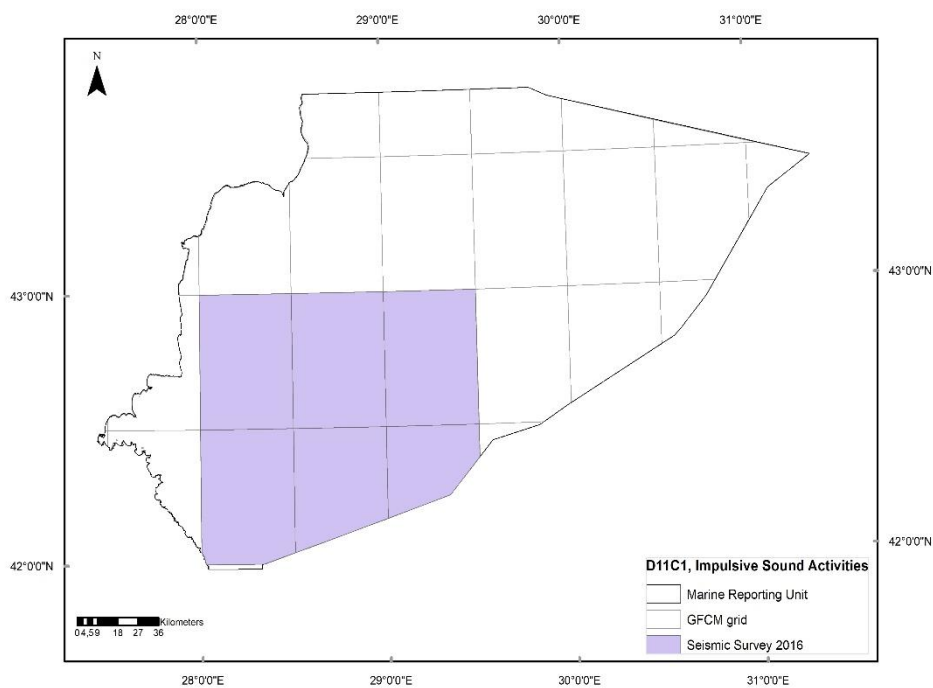 28°0'0"E 29°0'0"E 30°0'0"E 31°0'0"E
N
43°0'0"N
43°0'0"N
42°0'0"N
42°0'0"N
D11C1, Impulsive Sound Activities
Marine Reporting Unit
GFCM grid
Seismic Survey 2016
Kilometers
0 4,5 9 18 27 36
28°0'0"E 29°0'0"E 30°0'0"E 31°0'0"E